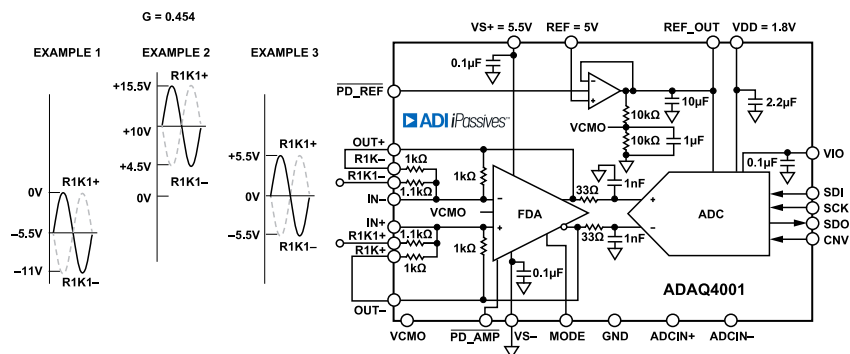 G = 0.454
EXAMPLE 1
0V
R1K1+
–5.5V
–11V
R1K1–
EXAMPLE 2
R1K1+
+15.5V
+10V
+4.5V
R1K1–
0V
EXAMPLE 3
R1K1+
+5.5V
0V
–5.5V
R1K1–
VS+ = 5.5V
REF = 5V
REF_OUT
VDD = 1.8V
0.1µF
PD_REF
ADI iPassives™
10kΩ
10µF
2.2µF
VCMO
10kΩ
1µF
OUT+
R1K–
1kΩ
R1K1–
1.1kΩ
IN–
1kΩ
VCMO
IN+
R1K1+
1.1kΩ
R1K+
1kΩ
1kΩ
OUT–
FDA
33Ω
1nF
33Ω
1nF
0.1µF
ADC
0.1µF
VIO
SDI
SCK
SDO
CNV
ADAQ4001
VCMO
PD_AMP
VS–
MODE
GND
ADCIN+
ADCIN–